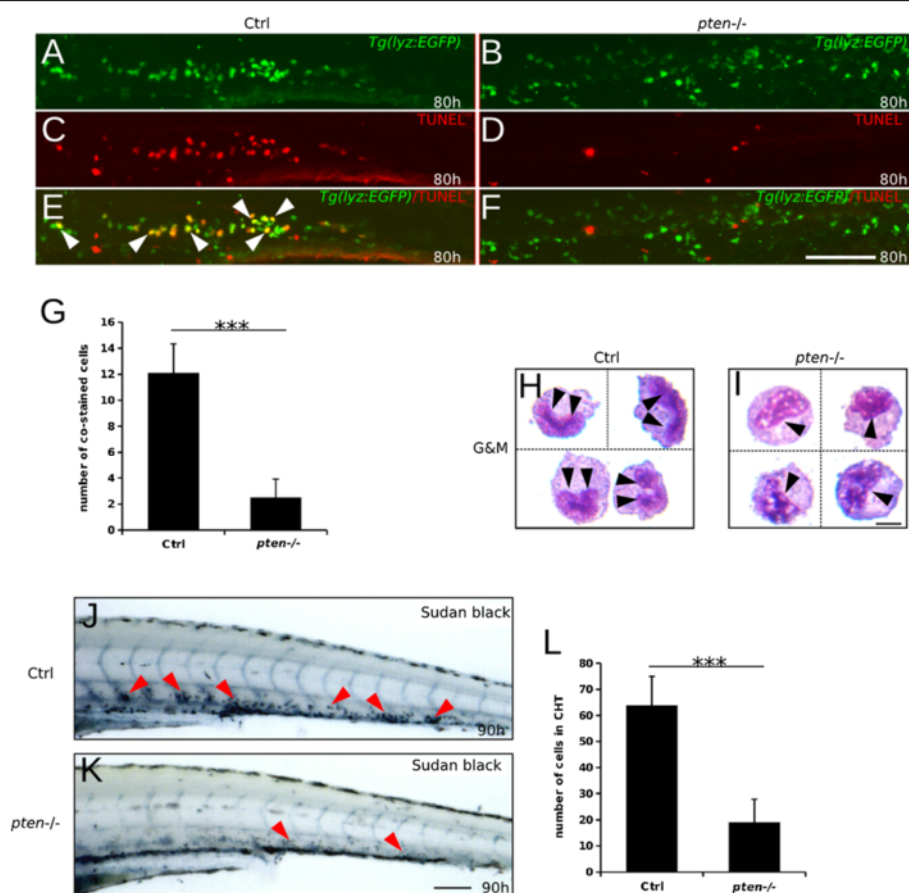 Ctrl
pten-/-
A
Tg(lyz:EGFP)
80h
B
Tg(lyz:EGFP)
80h
C
TUNEL
80h
D
TUNEL
80h
E
Tg(lyz:EGFP)/TUNEL
80h
F
Tg(lyz:EGFP)/TUNEL
80h
G
number of co-stained cells
16
14
12
10
8
6
4
2
0
***
Ctrl
pten-/-
Ctrl
pten-/-
G&M
H
I
J
Sudan black
Ctrl
90h
K
Sudan black
pten-/-
90h
L
number of cells in CHT
80
70
60
50
40
30
20
10
0
***
Ctrl
pten-/-